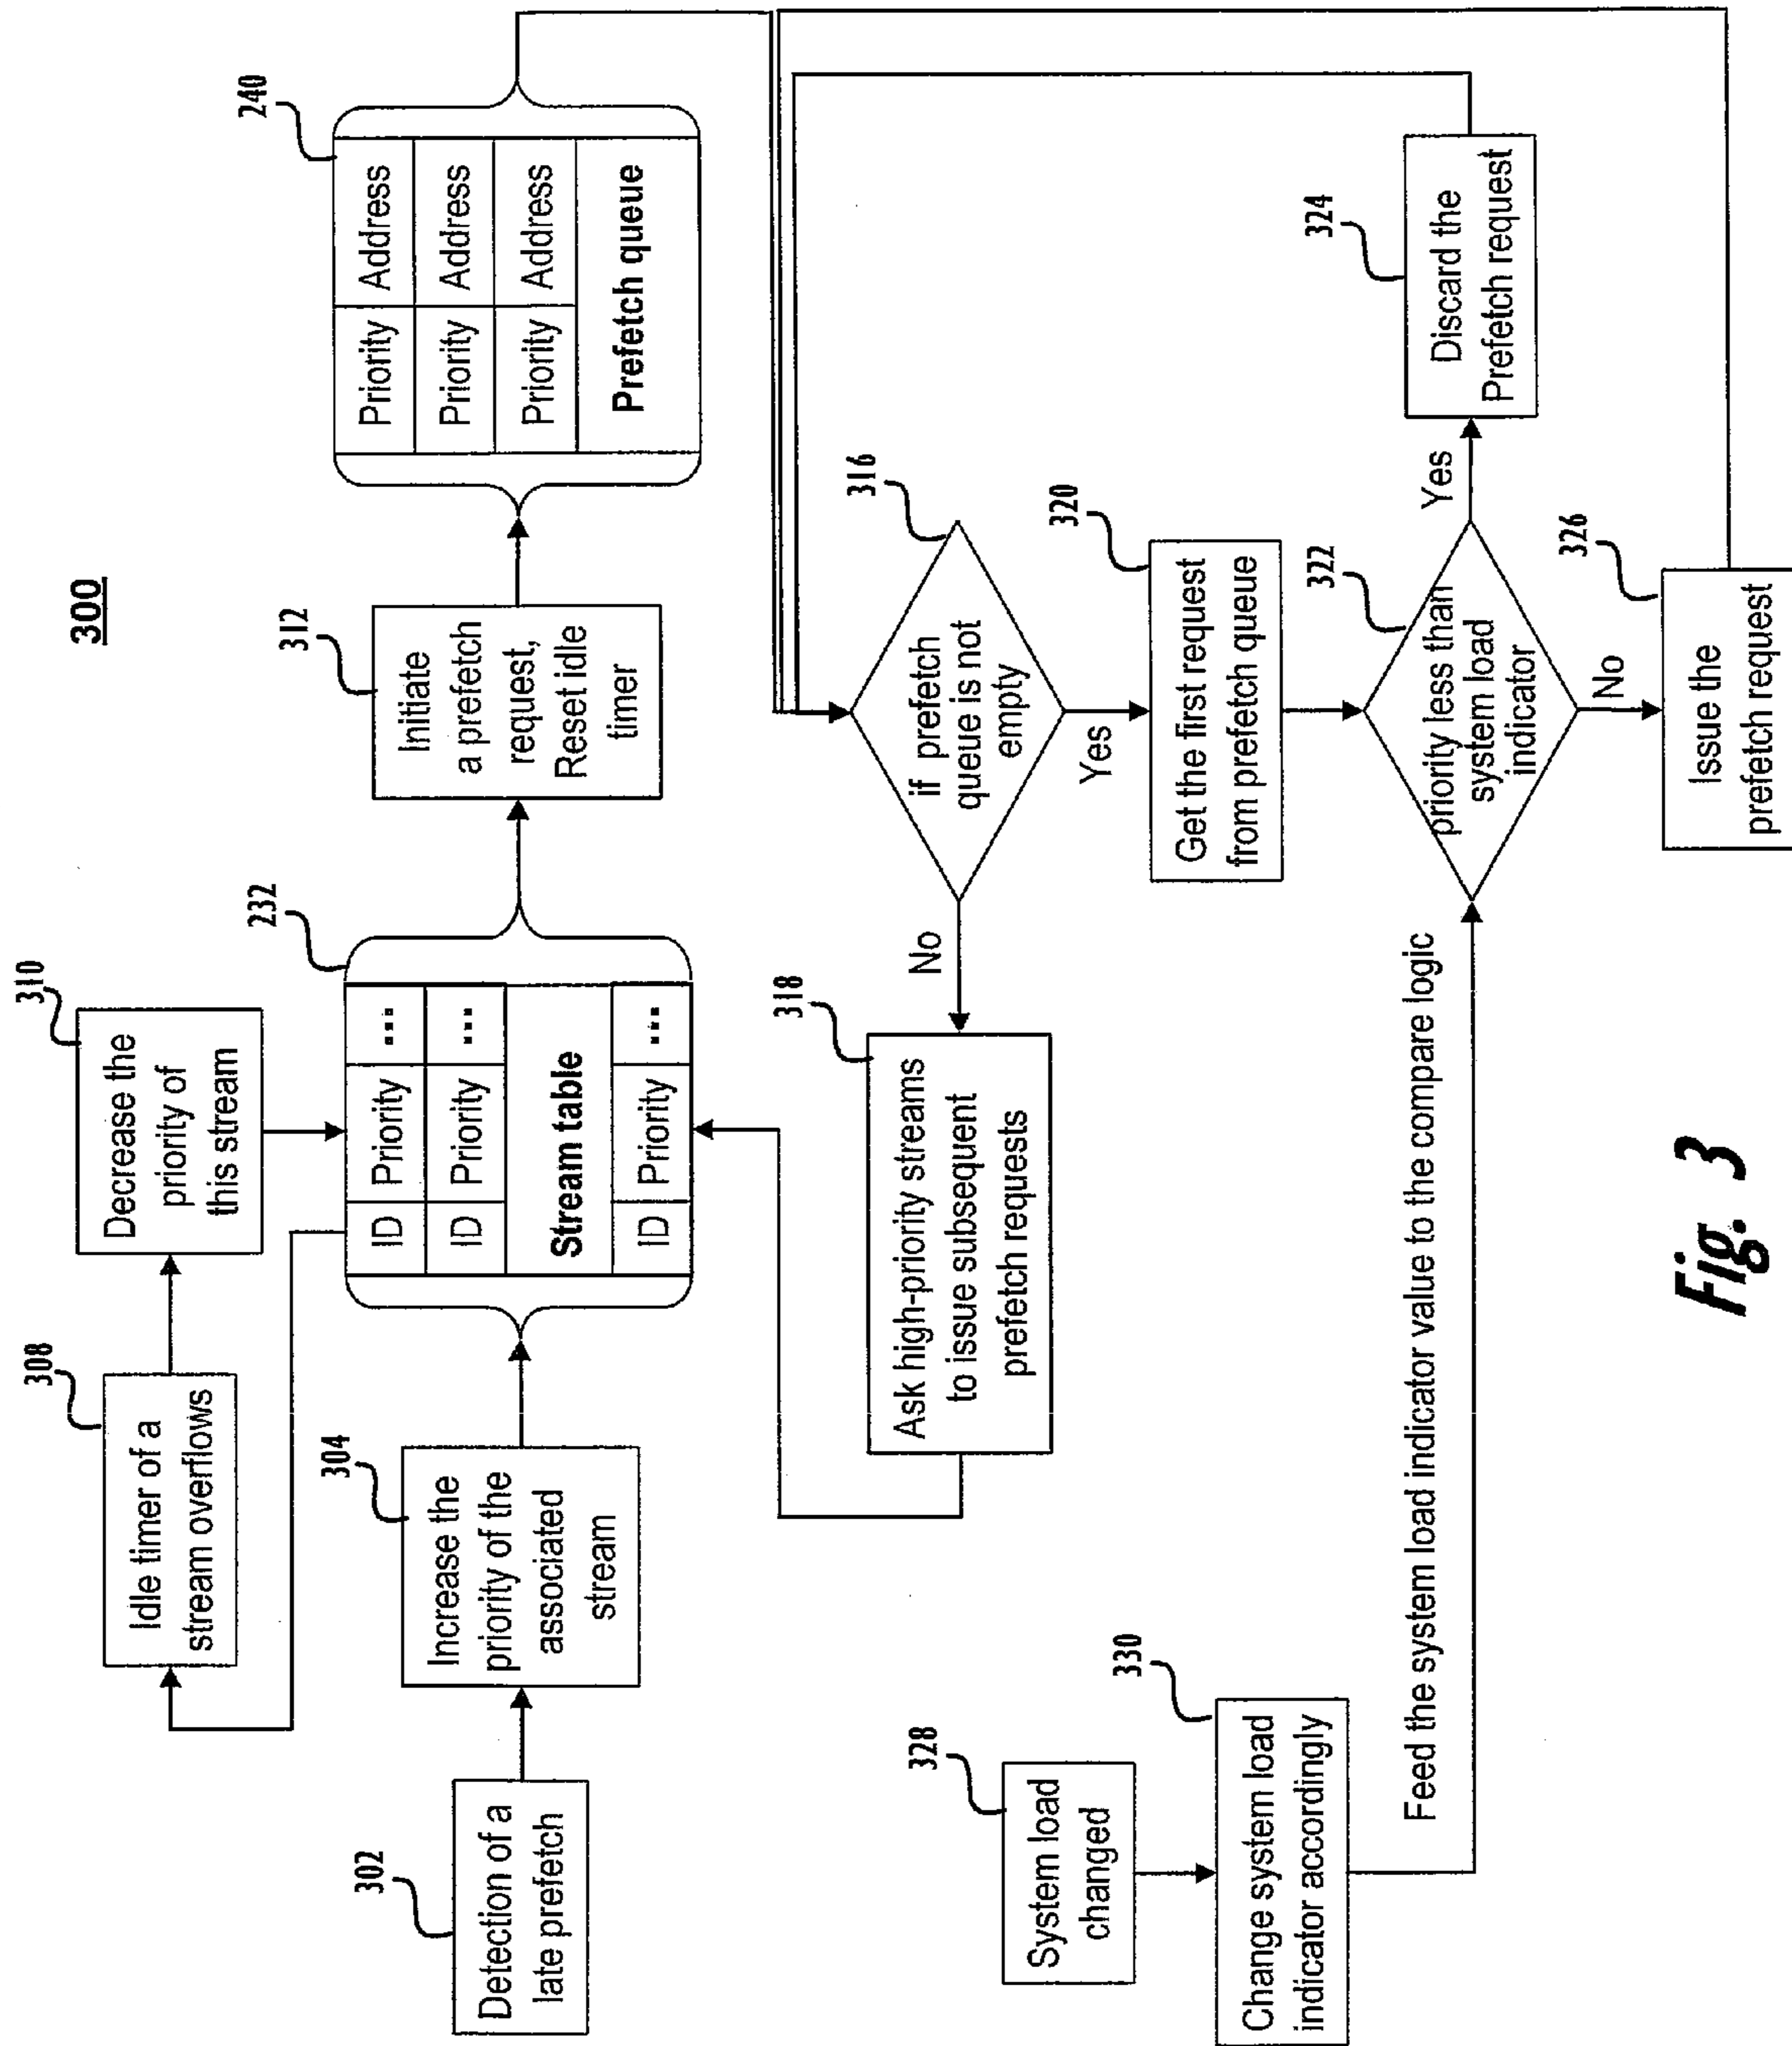 300
308
Idle timer of a
stream overflows
310
Decrease the
priority of
this stream
302
Detection of a
late prefetch
304
Increase the
priority of the
associated
stream
232
ID Priority ...
ID Priority ...
Stream table
ID Priority ...
312
Initiate
a prefetch
request,
Reset idle
timer
240
Priority Address
Priority Address
Priority Address
Prefetch queue
318
Ask high-priority streams
to issue subsequent
prefetch requests
No
316
if prefetch
queue is not
empty
Yes
320
Get the first request
from prefetch queue
328
System load
changed
330
Change system load
indicator accordingly
Feed the system load indicator value to the compare logic
322
priority less than
system load
indicator
Yes
324
Discard the
Prefetch request
No
326
Issue the
prefetch request
Fig. 3